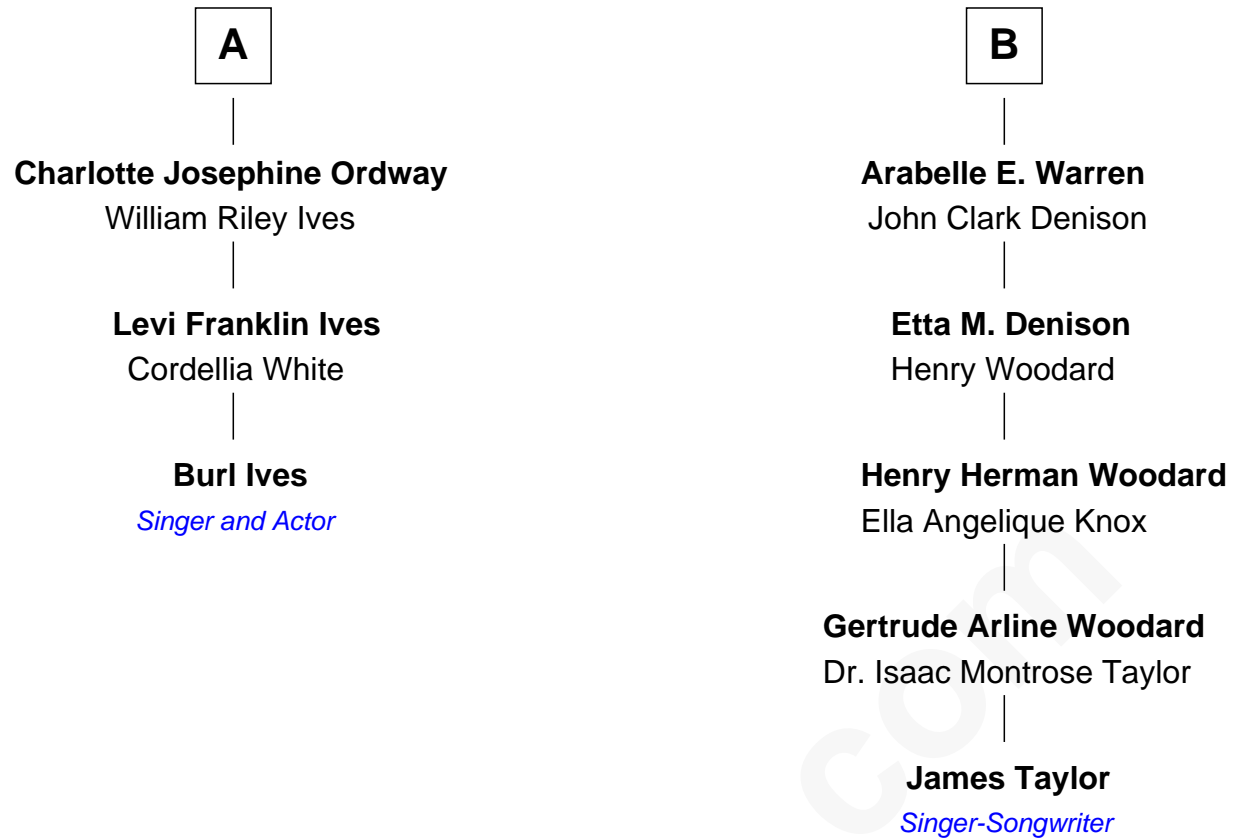 A
Charlotte Josephine Ordway
William Riley Ives
Levi Franklin Ives
Cordellia White
Burl Ives
Singer and Actor
B
Arabelle E. Warren
John Clark Denison
Etta M. Denison
Henry Woodard
Henry Herman Woodard
Ella Angelique Knox
Gertrude Arline Woodard
Dr. Isaac Montrose Taylor
James Taylor
Singer-Songwriter
com